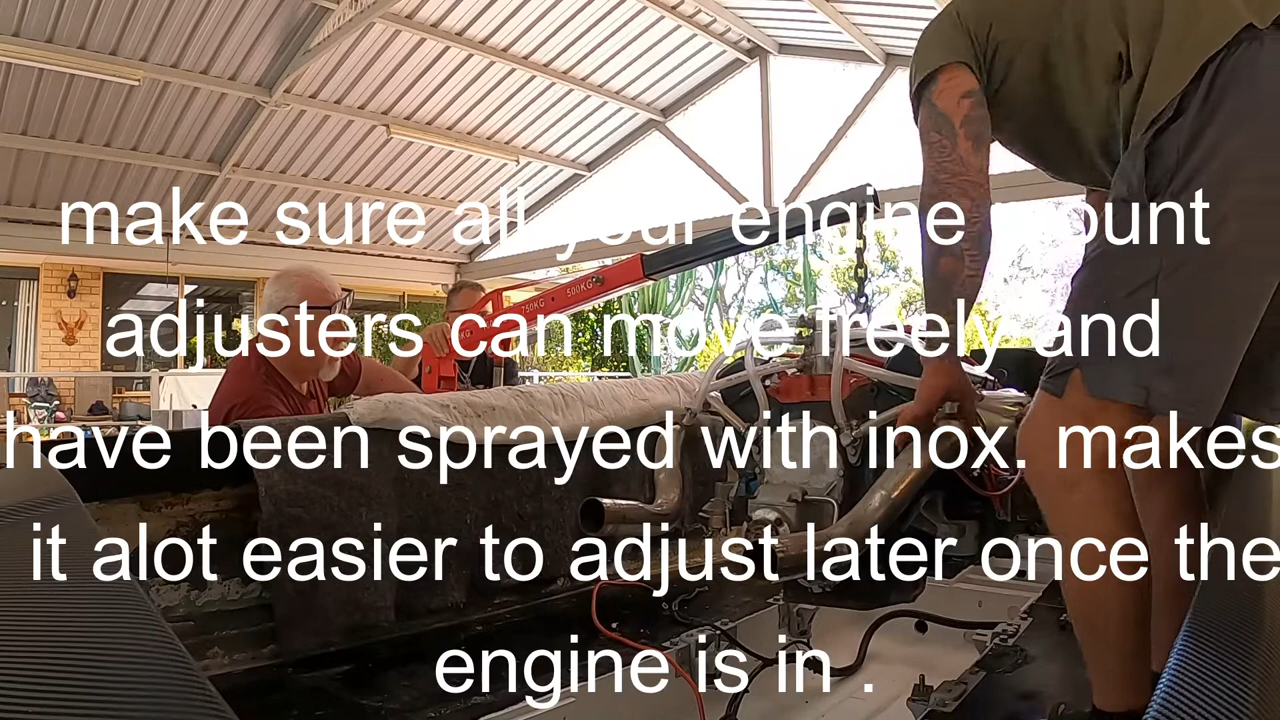 make sure all your engine mount
adjusters can move freely and
have been sprayed with inox. makes
it alot easier to adjust later once the
engine is in .
750KG
500KG